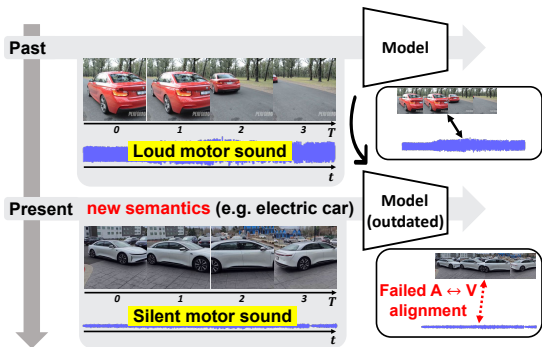 Past
Model
0 1 2 3 T
Loud motor sound
t
Present
new semantics (e.g. electric car)
Model
(outdated)
0 1 2 3 T
Silent motor sound
t
Failed A ↔ V
alignment